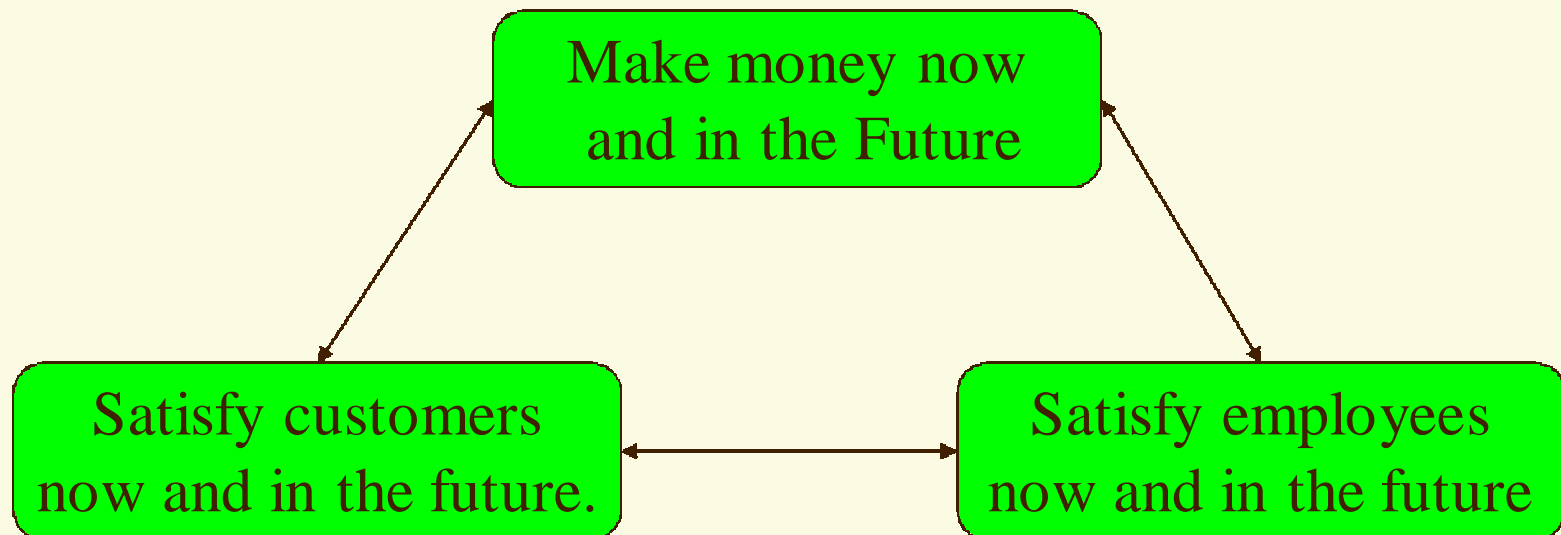 Make money now
and in the Future
Satisfy customers
now and in the future.
Satisfy employees
now and in the future